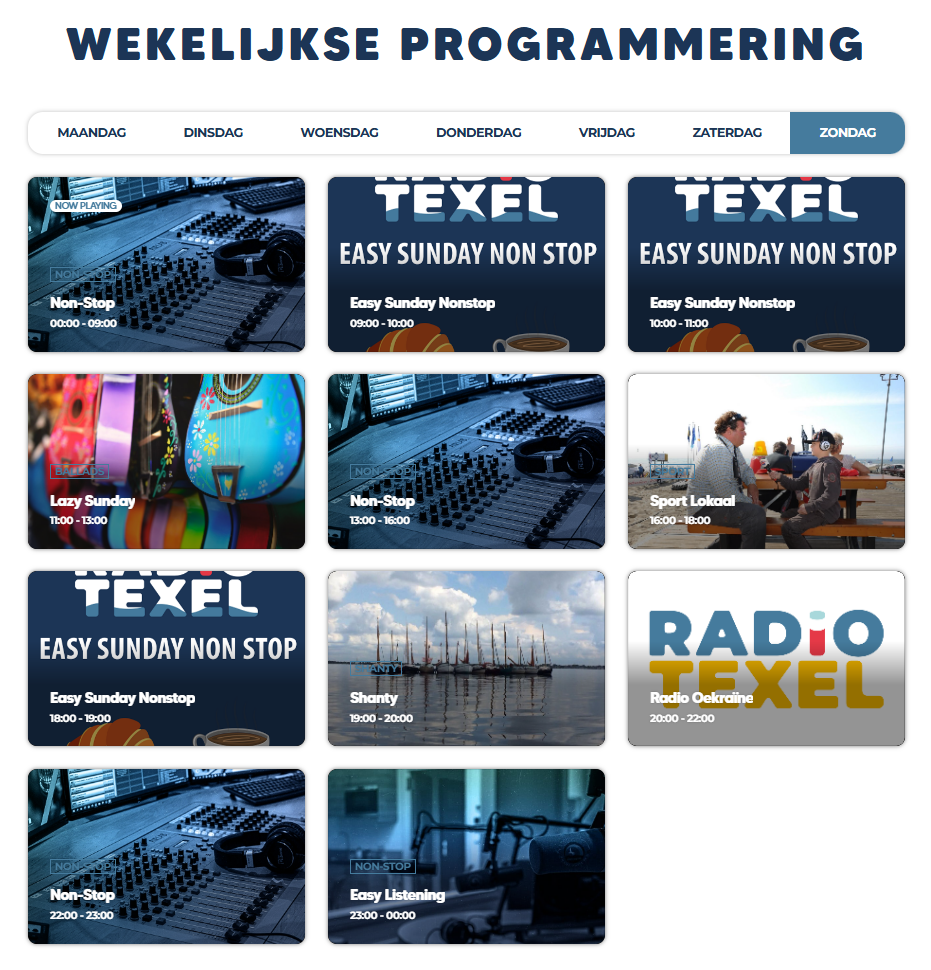 WEKELIJKSE PROGRAMMERING
MAANDAG DINSDAG WOENSDAG DONDERDAG VRIJDAG ZATERDAG ZONDAG
NOW PLAYING
NON-STOP
Non-Stop
00:00 - 09:00
RADIO
TEXEL
EASY SUNDAY NON STOP
Easy Sunday Nonstop
09:00 - 10:00
RADIO
TEXEL
EASY SUNDAY NON STOP
Easy Sunday Nonstop
10:00 - 11:00
BALLADS
Lazy Sunday
11:00 - 13:00
NON-STOP
Non-Stop
13:00 - 16:00
SPORT
Sport Lokaal
16:00 - 18:00
RADIO
TEXEL
EASY SUNDAY NON STOP
Easy Sunday Nonstop
18:00 - 19:00
SHANTY
Shanty
19:00 - 20:00
RADIO
TEXEL
Radio Oekraïne
20:00 - 22:00
NON-STOP
Non-Stop
22:00 - 23:00
NON-STOP
Easy Listening
23:00 - 00:00